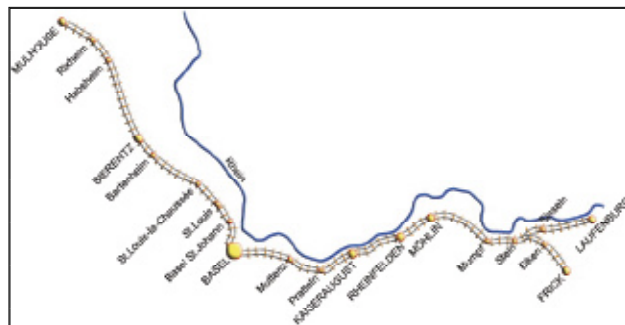 MULHOUSE
Rixheim
Habsheim
SIERENTZ
Bartenheim
St.Louis-la-Chaussée
St.Louis
Basel St.Johann
BASEL
Rhein
Muttenz
Pratteln
KAISERAUGST
RHEINFELDEN
MÖHLIN
Mumpf
Stein
Eiken
FRICK
LAUFENBURG